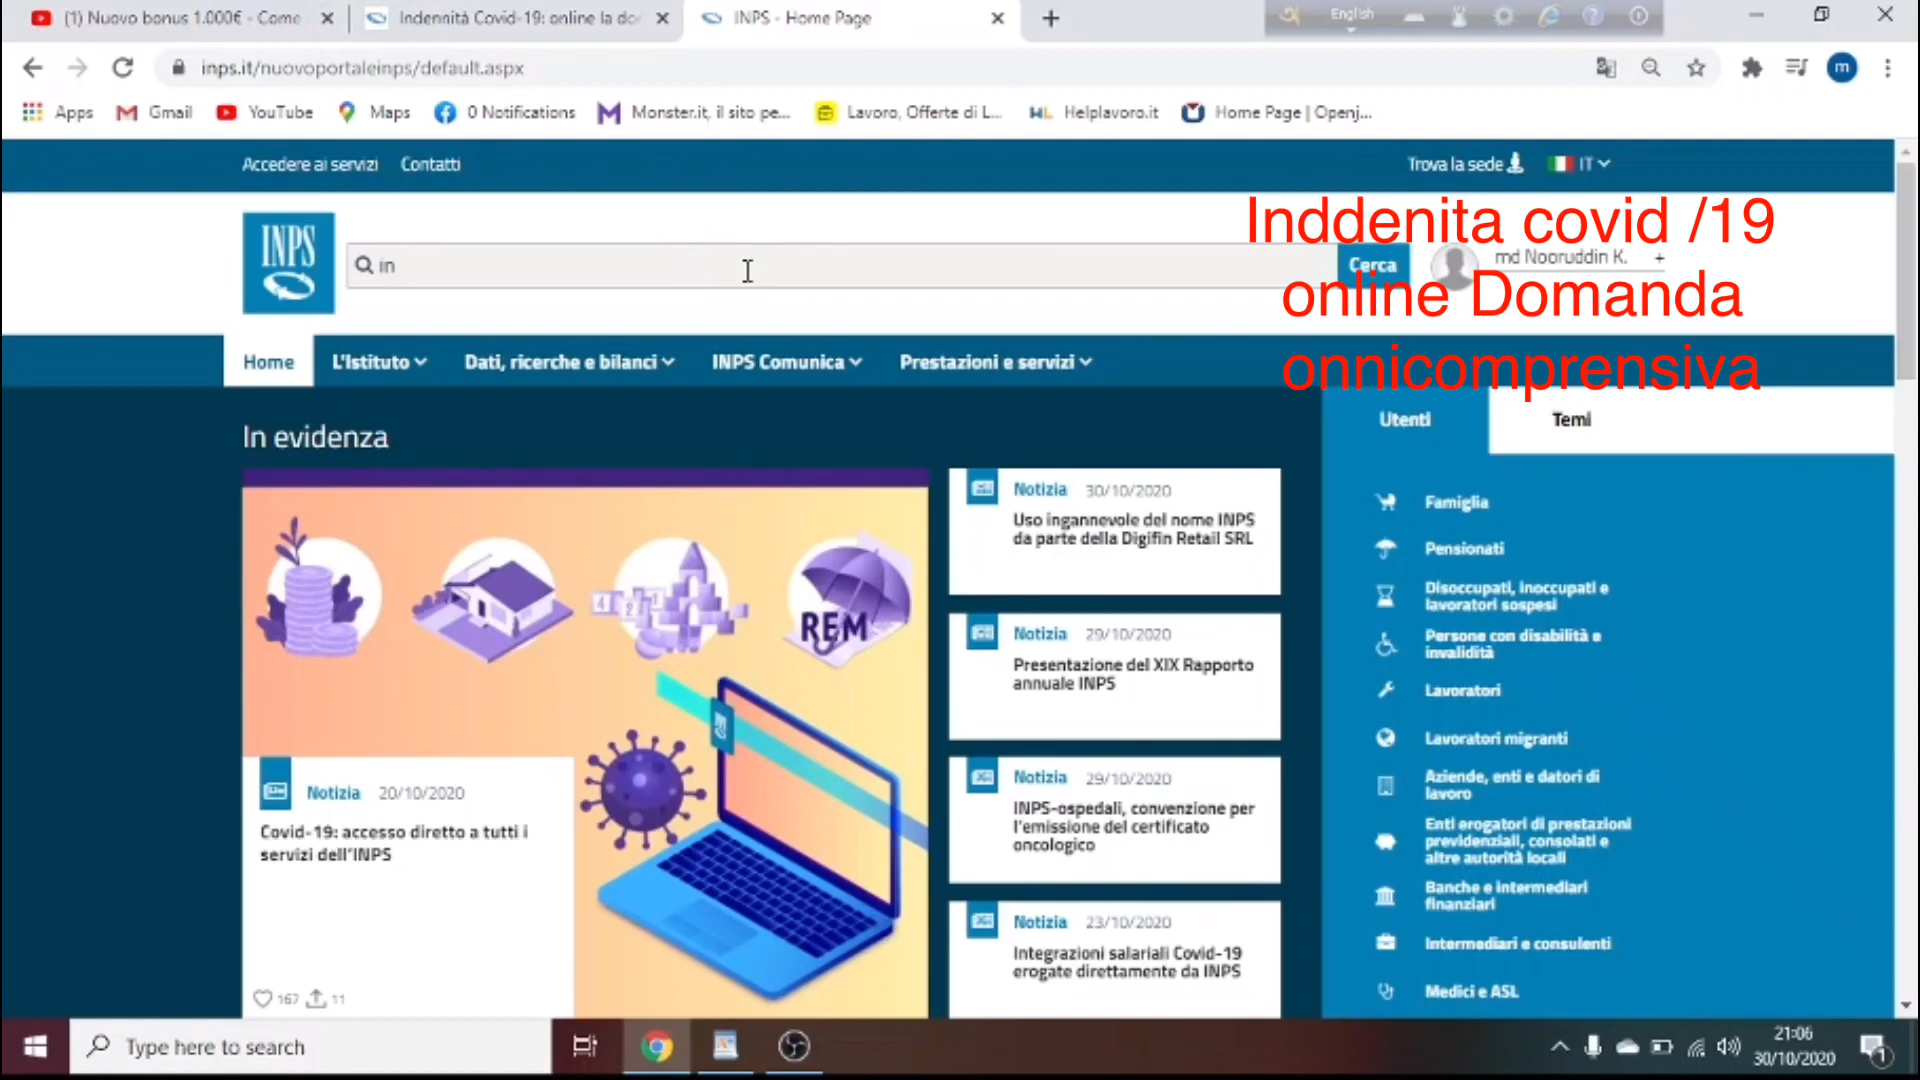 (1) Nuovo bonus 1.000€ - Come
Indennità Covid-19: online la do
INPS - Home Page
English
inps.it/nuovoportaleinps/default.aspx
m
Apps
Gmail
YouTube
Maps
0 Notifications
Monster.it, il sito pe...
Lavoro, Offerte di L...
HL Helplavoro.it
Home Page | Openj...
Accedere ai servizi
Contatti
Trova la sede
IT
Inddenita covid /19
online Domanda
onnicomprensiva
INPS
in
Cerca
md Nooruddin K. +
Home
L'Istituto
Dati, ricerche e bilanci
INPS Comunica
Prestazioni e servizi
In evidenza
REM
4 2 1
Notizia 20/10/2020
Covid-19: accesso diretto a tutti i
servizi dell'INPS
167
11
Notizia 30/10/2020
Uso ingannevole del nome INPS
da parte della Digifin Retail SRL
Notizia 29/10/2020
Presentazione del XIX Rapporto
annuale INPS
Notizia 29/10/2020
INPS-ospedali, convenzione per
l'emissione del certificato
oncologico
Notizia 23/10/2020
Integrazioni salariali Covid-19
erogate direttamente da INPS
Utenti
Temi
Famiglia
Pensionati
Disoccupati, inoccupati e
lavoratori sospesi
Persone con disabilità e
invalidità
Lavoratori
Lavoratori migranti
Aziende, enti e datori di
lavoro
Enti erogatori di prestazioni
previdenziali, consolati e
altre autorità locali
Banche e intermediari
finanziari
Intermediari e consulenti
Medici e ASL
Type here to search
21:06
30/10/2020
1